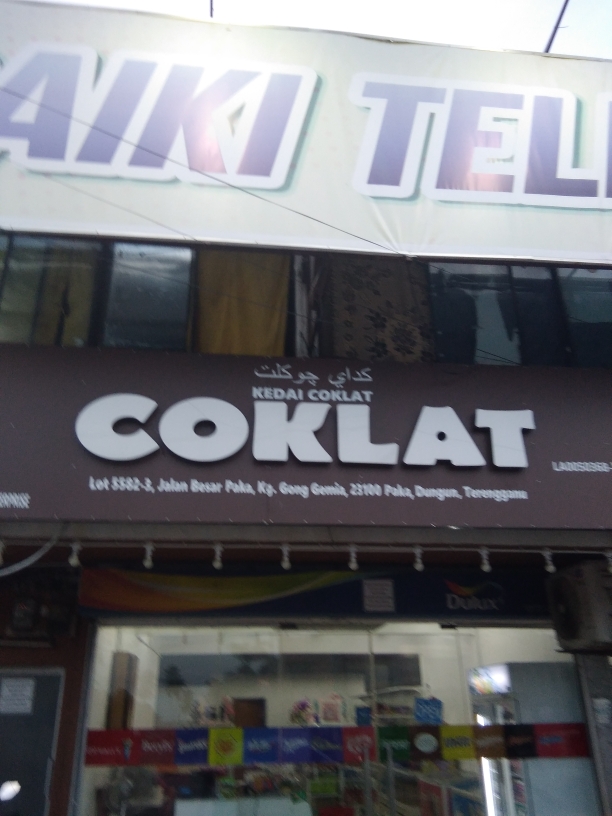 AIKI TEL
كداي چوكلت
KEDAI COKLAT
COKLAT
Lot 5582-3, Jalan Besar Paka, Kg. Gong Gemia, 23100 Paka, Dungun, Terengganu
Dulux